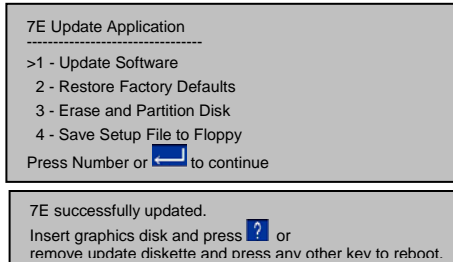 7E Update Application
--------------------------------
>1 - Update Software
2 - Restore Factory Defaults
3 - Erase and Partition Disk
4 - Save Setup File to Floppy
Press Number or to continue
7E successfully updated.
Insert graphics disk and press ? or
remove update diskette and press any other key to reboot.